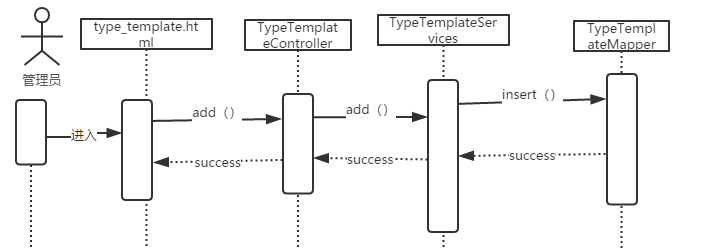 type_template.ht
ml
TypeTemplat
eController
TypeTemplateSer
vices
TypeTempl
ateMapper
管理员
进入
add（）
add（）
insert（）
success
success
success